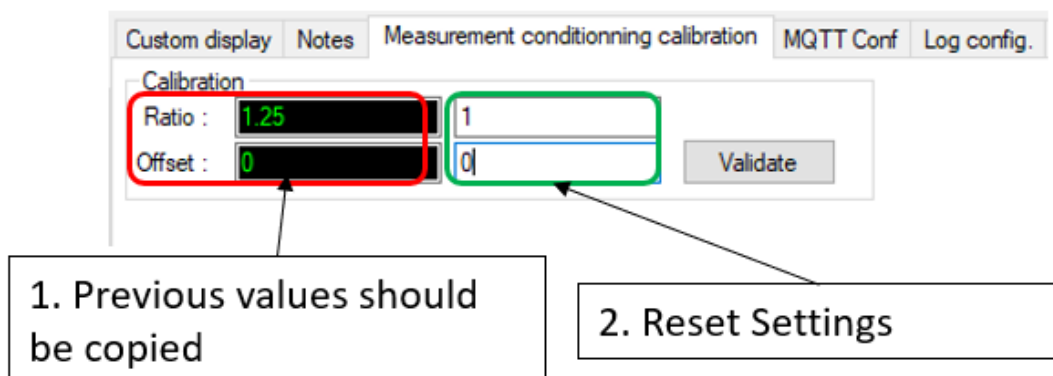 Custom display Notes Measurement conditionning calibration MQTT Conf Log config.
Calibration
Ratio : 1.25 1
Offset : 0 0 Validate
1. Previous values should
be copied
2. Reset Settings